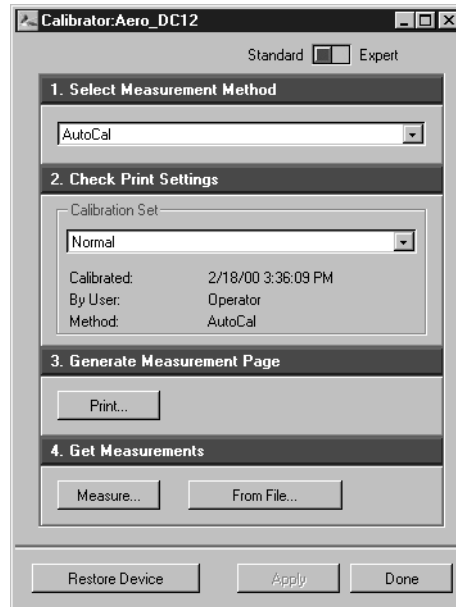 Calibrator:Aero_DC12
Standard Expert
1. Select Measurement Method
AutoCal
2. Check Print Settings
Calibration Set
Normal
Calibrated: 2/18/00 3:36:09 PM
By User: Operator
Method: AutoCal
3. Generate Measurement Page
Print...
4. Get Measurements
Measure... From File...
Restore Device Apply Done